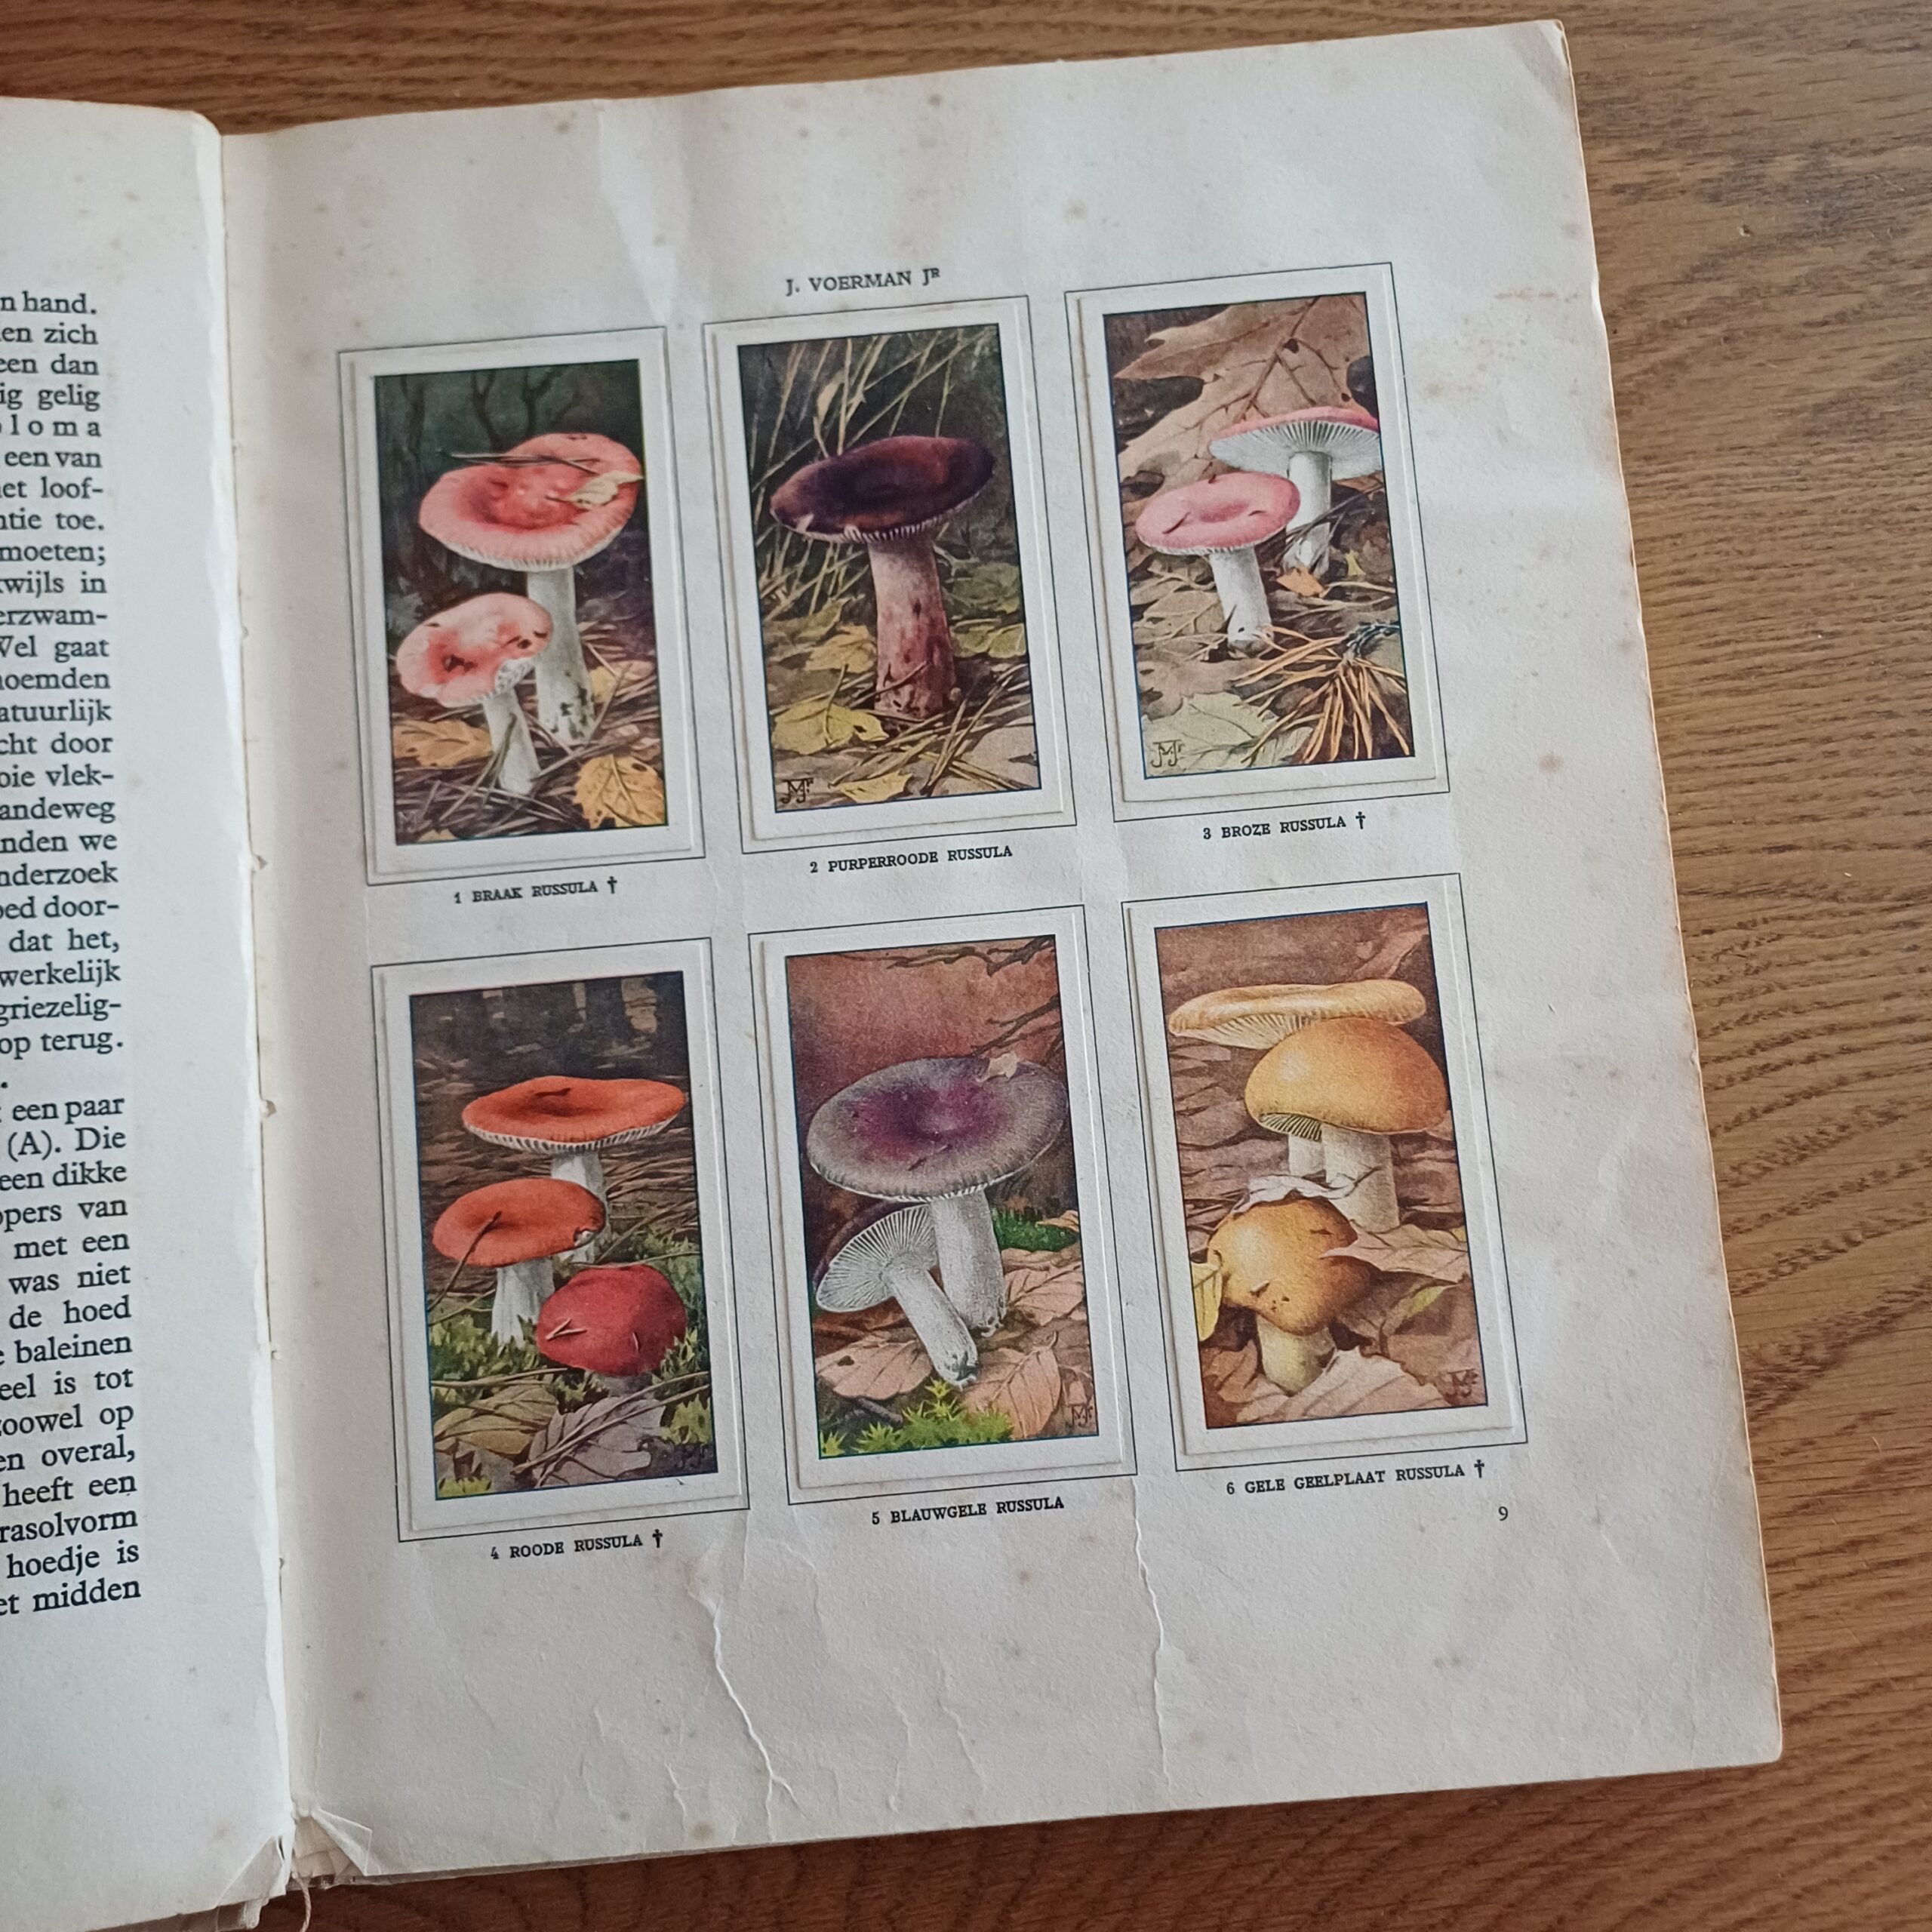 n hand.
en zich
een dan
ig gelig
loma
een van
et loof-
ntie toe.
moeten;
wijls in
erzwam-
Wel gaat
noemden
atuurlijk
cht door
oie vlek-
andeweg
nden we
nderzoek
oed door-
dat het,
werkelijk
griezelig-
op terug.
een paar
(A). Die
een dikke
ppers van
met een
was niet
de hoed
e baleinen
eel is tot
zoowel op
en overal,
heeft een
rasolvorm
hoedje is
et midden
J. VOERMAN JR
1 BRAAK RUSSULA †
2 PURPERROODE RUSSULA
3 BROZE RUSSULA †
4 ROODE RUSSULA †
5 BLAUWGELE RUSSULA
6 GELE GEELPLAAT RUSSULA †
9